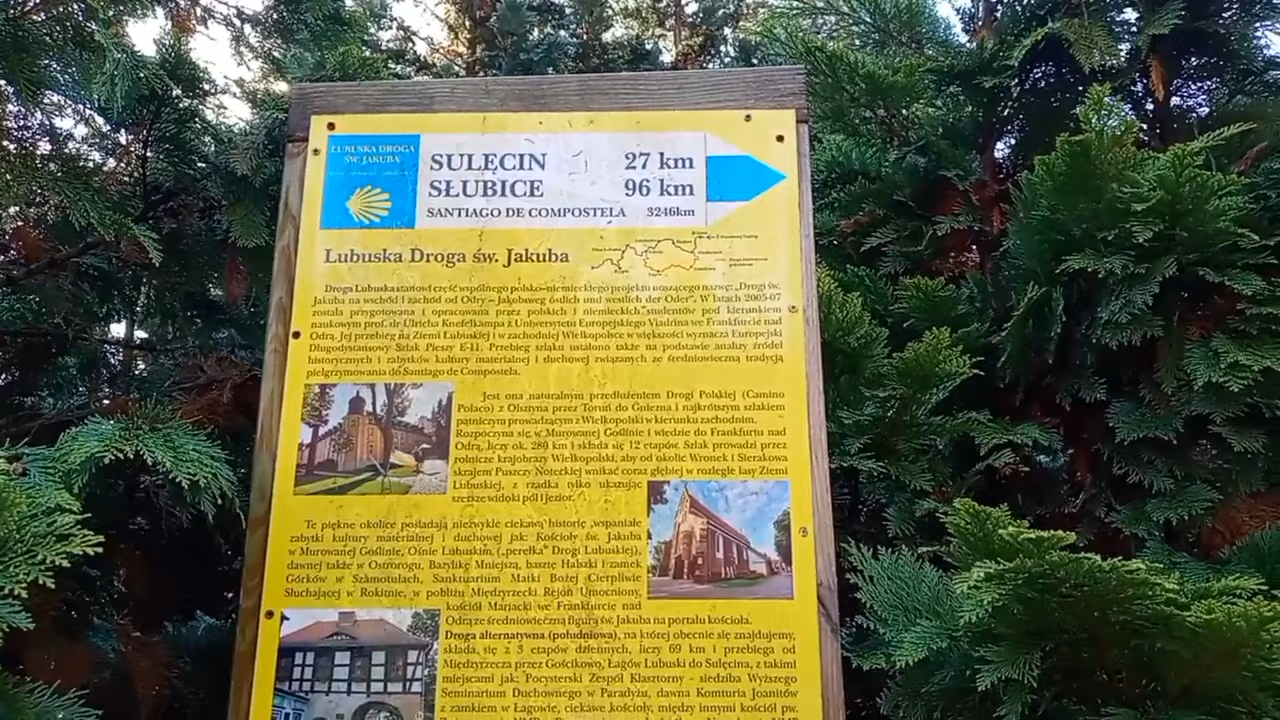 LUBUSKA DROGA
ŚW. JAKUBA
SULĘCIN 27 km
SŁUBICE 96 km
SANTIAGO DE COMPOSTELA 3246km
Lubuska Droga św. Jakuba
Droga Lubuska stanowi część wspólnego polsko-niemieckiego projektu noszącego nazwę: „Drogi św.
Jakuba na wschód i zachód od Odry – Jakobsweg östlich und westlich der Oder". W latach 2005-07
została przygotowana i opracowana przez polskich i niemieckich studentów pod kierunkiem
naukowym prof. dr Ulricha Knefelkampa z Uniwersytetu Europejskiego Viadrina we Frankfurcie nad
Odrą. Jej przebieg na Ziemi Lubuskiej i w zachodniej Wielkopolsce w większości wyznacza Europejski
Długodystansowy Szlak Pieszy E-11. Przebieg szlaku ustalono także na podstawie analizy źródeł
historycznych i zabytków kultury materialnej i duchowej związanych ze średniowieczną tradycją
pielgrzymowania do Santiago de Compostela.
Jest ona naturalnym przedłużeniem Drogi Polskiej (Camino
Polaco) z Olsztyna przez Toruń do Gniezna i najkrótszym szlakiem
pątniczym prowadzącym z Wielkopolski w kierunku zachodnim.
Rozpoczyna się w Murowanej Goślinie i wiedzie do Frankfurtu nad
Odrą, liczy ok. 280 km i składa się 12 etapów. Szlak prowadzi przez
rolnicze krajobrazy Wielkopolski, aby od okolic Wronek i Sierakowa
skrajem Puszczy Noteckiej wnikać coraz głębiej w rozległe lasy Ziemi
Lubuskiej, z rzadka tylko ukazując
szersze widoki pól i jezior.
Te piękne okolice posiadają niezwykle ciekawą historię, wspaniałe
zabytki kultury materialnej i duchowej jak: Kościoły św. Jakuba
w Murowanej Goślinie, Ośnie Lubuskim, („perełka" Drogi Lubuskiej),
dawnej także w Ostrorogu, Bazylikę Mniejszą, basztę Halszki i zamek
Górków w Szamotułach, Sanktuarium Matki Bożej Cierpliwie
Słuchającej w Rokitnie, w pobliżu Międzyrzecki Rejon Umocniony,
kościół Mariacki we Frankfurcie nad
Odrą ze średniowieczną figurą św. Jakuba na portalu kościoła.
Droga alternatywna (południowa), na której obecnie się znajdujemy,
składa się z 3 etapów dziennych, liczy 69 km i przebiega od
Międzyrzecza przez Gościkowo, Łagów Lubuski do Sulęcina, z takimi
miejscami jak: Pocysterski Zespół Klasztorny - siedziba Wyższego
Seminarium Duchownego w Paradyżu, dawna Komturia Joanitów
z zamkiem w Łagowie, ciekawe kościoły, między innymi kościół pw.